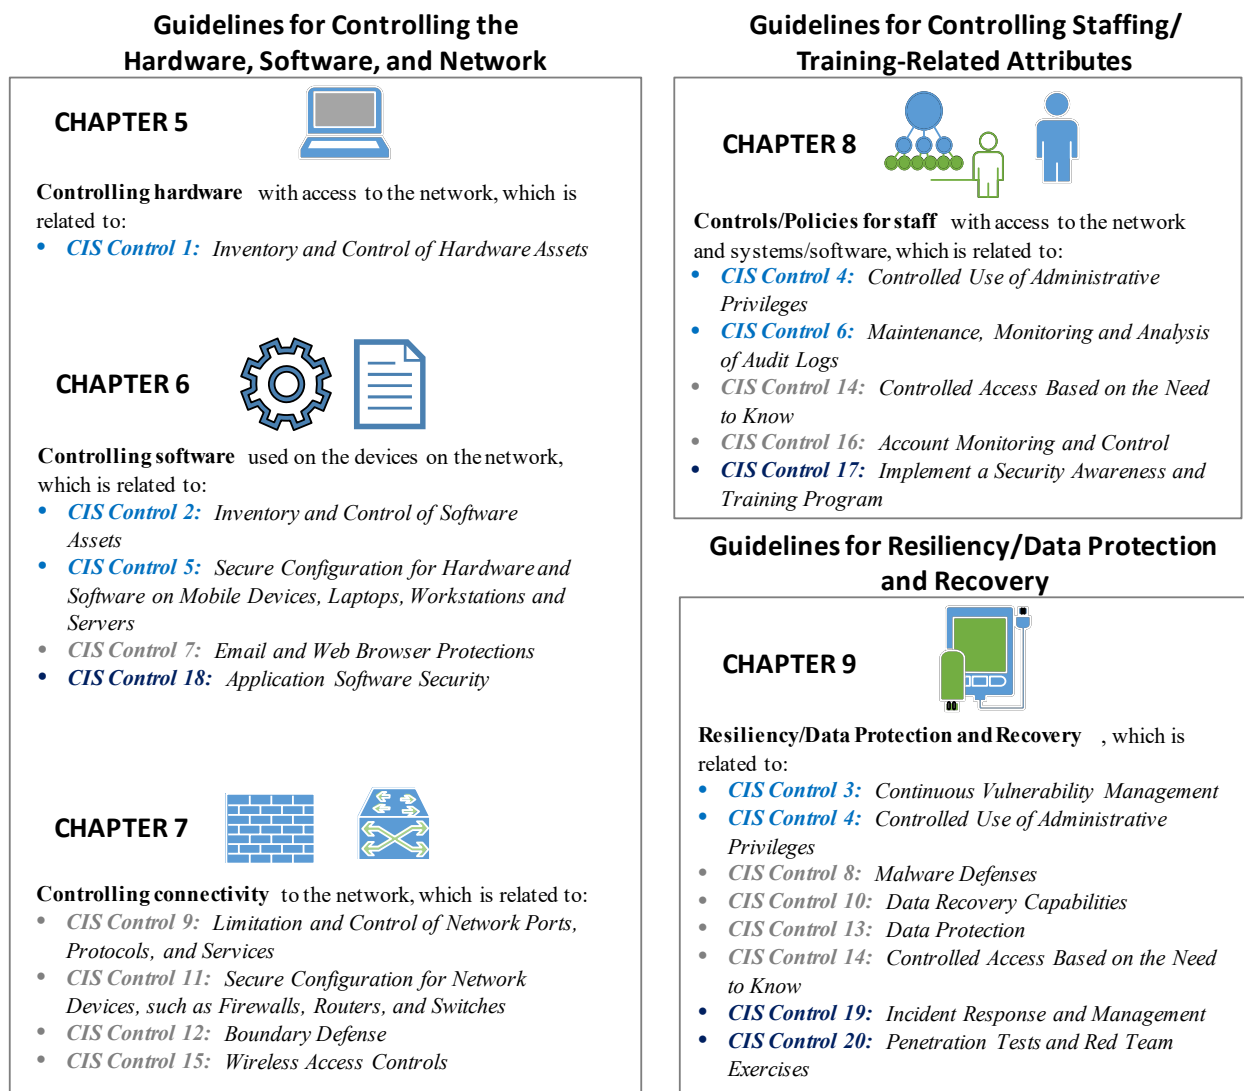 Guidelines for Controlling the
Hardware, Software, and Network
CHAPTER 5
Controlling hardware with access to the network, which is
related to:
• CIS Control 1: Inventory and Control of Hardware Assets
CHAPTER 6
Controlling software used on the devices on the network,
which is related to:
• CIS Control 2: Inventory and Control of Software
Assets
• CIS Control 5: Secure Configuration for Hardware and
Software on Mobile Devices, Laptops, Workstations and
Servers
• CIS Control 7: Email and Web Browser Protections
• CIS Control 18: Application Software Security
CHAPTER 7
Controlling connectivity to the network, which is related to:
• CIS Control 9: Limitation and Control of Network Ports,
Protocols, and Services
• CIS Control 11: Secure Configuration for Network
Devices, such as Firewalls, Routers, and Switches
• CIS Control 12: Boundary Defense
• CIS Control 15: Wireless Access Controls
Guidelines for Controlling Staffing/
Training-Related Attributes
CHAPTER 8
Controls/Policies for staff with access to the network
and systems/software, which is related to:
• CIS Control 4: Controlled Use of Administrative
Privileges
• CIS Control 6: Maintenance, Monitoring and Analysis
of Audit Logs
• CIS Control 14: Controlled Access Based on the Need
to Know
• CIS Control 16: Account Monitoring and Control
• CIS Control 17: Implement a Security Awareness and
Training Program
Guidelines for Resiliency/Data Protection
and Recovery
CHAPTER 9
Resiliency/Data Protection and Recovery , which is
related to:
• CIS Control 3: Continuous Vulnerability Management
• CIS Control 4: Controlled Use of Administrative
Privileges
• CIS Control 8: Malware Defenses
• CIS Control 10: Data Recovery Capabilities
• CIS Control 13: Data Protection
• CIS Control 14: Controlled Access Based on the Need
to Know
• CIS Control 19: Incident Response and Management
• CIS Control 20: Penetration Tests and Red Team
Exercises